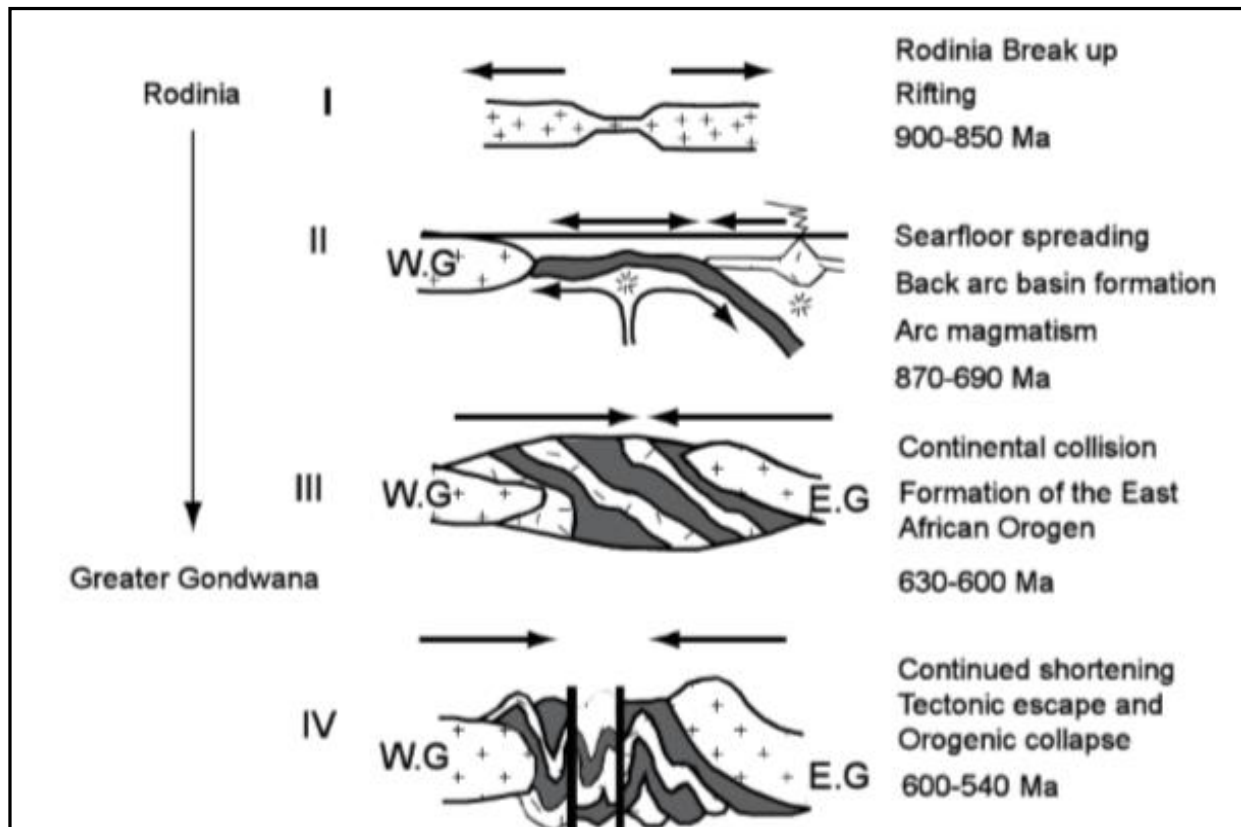 Rodinia
Greater Gondwana
I
Rodinia Break up
Rifting
900-850 Ma
II
W.G
Searfloor spreading
Back arc basin formation
Arc magmatism
870-690 Ma
III
W.G
E.G
Continental collision
Formation of the East
African Orogen
630-600 Ma
IV
W.G
E.G
Continued shortening
Tectonic escape and
Orogenic collapse
600-540 Ma